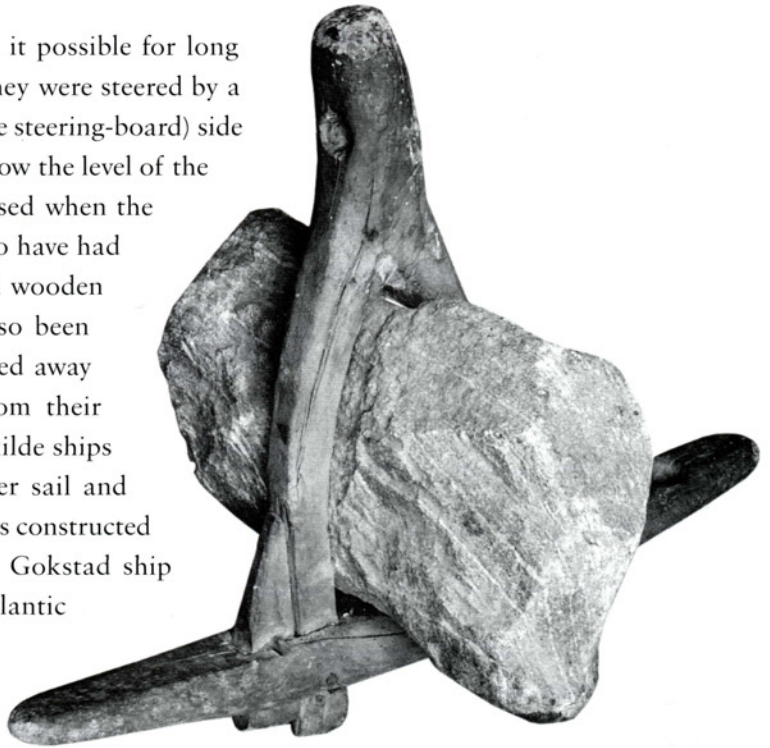 it possible for long
ney were steered by a
e steering-board) side
ow the level of the
sed when the
o have had
wooden
so been
ed away
om their
ilde ships
er sail and
s constructed
Gokstad ship
lantic